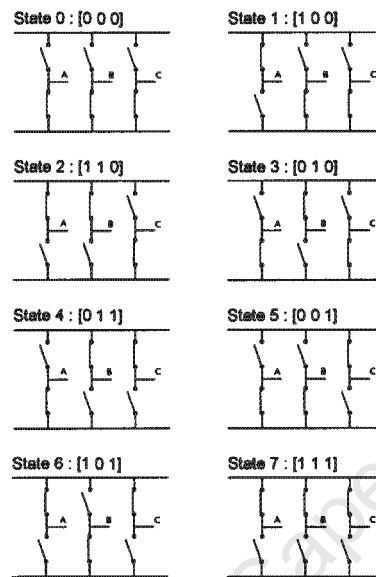 State 0 : [0 0 0]
State 1 : [1 0 0]
A B C
A B C
State 2 : [1 1 0]
State 3 : [0 1 0]
A B C
A B C
State 4 : [0 1 1]
State 5 : [0 0 1]
A B C
A B C
State 6 : [1 0 1]
State 7 : [1 1 1]
A B C
A B C
Cape